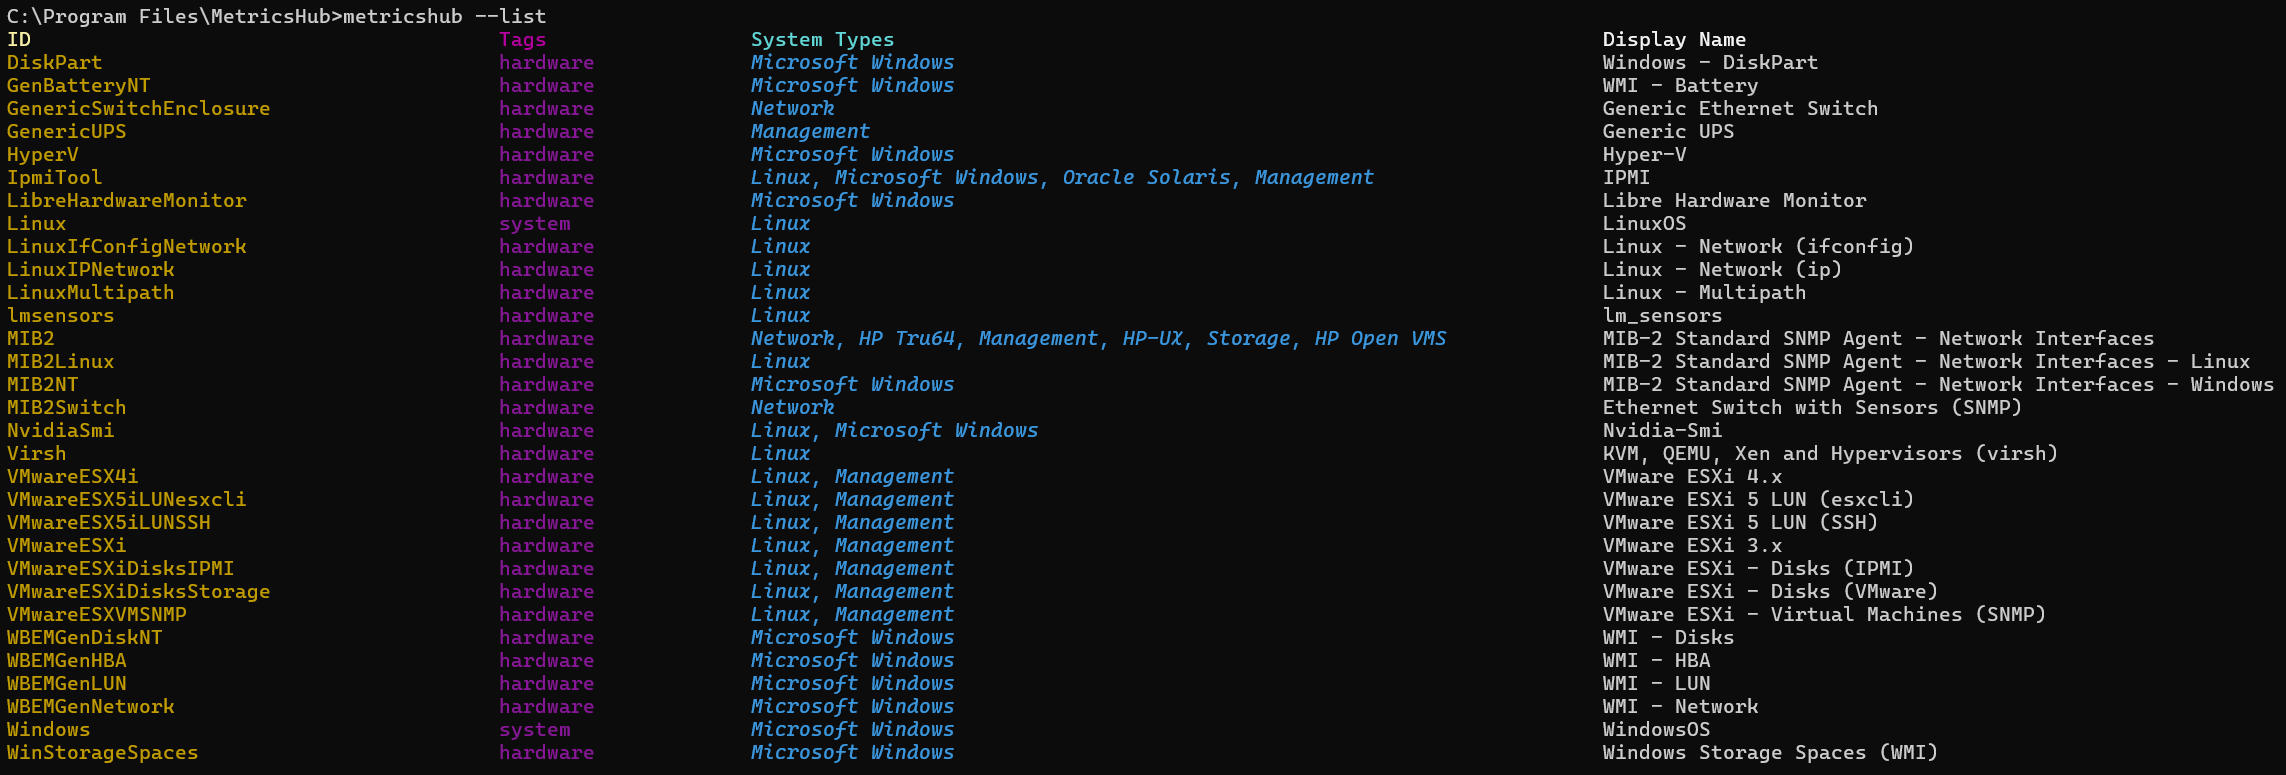 C:\Program Files\MetricsHub>metricshub --list
ID Tags System Types Display Name
DiskPart hardware Microsoft Windows Windows - DiskPart
GenBatteryNT hardware Microsoft Windows WMI - Battery
GenericSwitchEnclosure hardware Network Generic Ethernet Switch
GenericUPS hardware Management Generic UPS
HyperV hardware Microsoft Windows Hyper-V
IpmiTool hardware Linux, Microsoft Windows, Oracle Solaris, Management IPMI
LibreHardwareMonitor hardware Microsoft Windows Libre Hardware Monitor
Linux system Linux LinuxOS
LinuxIfConfigNetwork hardware Linux Linux - Network (ifconfig)
LinuxIPNetwork hardware Linux Linux - Network (ip)
LinuxMultipath hardware Linux Linux - Multipath
lmsensors hardware Linux lm_sensors
MIB2 hardware Network, HP Tru64, Management, HP-UX, Storage, HP Open VMS MIB-2 Standard SNMP Agent - Network Interfaces
MIB2Linux hardware Linux MIB-2 Standard SNMP Agent - Network Interfaces - Linux
MIB2NT hardware Microsoft Windows MIB-2 Standard SNMP Agent - Network Interfaces - Windows
MIB2Switch hardware Network Ethernet Switch with Sensors (SNMP)
NvidiaSmi hardware Linux, Microsoft Windows Nvidia-Smi
Virsh hardware Linux KVM, QEMU, Xen and Hypervisors (virsh)
VMwareESX4i hardware Linux, Management VMware ESXi 4.x
VMwareESX5iLUNesxcli hardware Linux, Management VMware ESXi 5 LUN (esxcli)
VMwareESX5iLUNSSH hardware Linux, Management VMware ESXi 5 LUN (SSH)
VMwareESXi hardware Linux, Management VMware ESXi 3.x
VMwareESXiDisksIPMI hardware Linux, Management VMware ESXi - Disks (IPMI)
VMwareESXiDisksStorage hardware Linux, Management VMware ESXi - Disks (VMware)
VMwareESXVMSNMP hardware Linux, Management VMware ESXi - Virtual Machines (SNMP)
WBEMGenDiskNT hardware Microsoft Windows WMI - Disks
WBEMGenHBA hardware Microsoft Windows WMI - HBA
WBEMGenLUN hardware Microsoft Windows WMI - LUN
WBEMGenNetwork hardware Microsoft Windows WMI - Network
Windows system Microsoft Windows WindowsOS
WinStorageSpaces hardware Microsoft Windows Windows Storage Spaces (WMI)